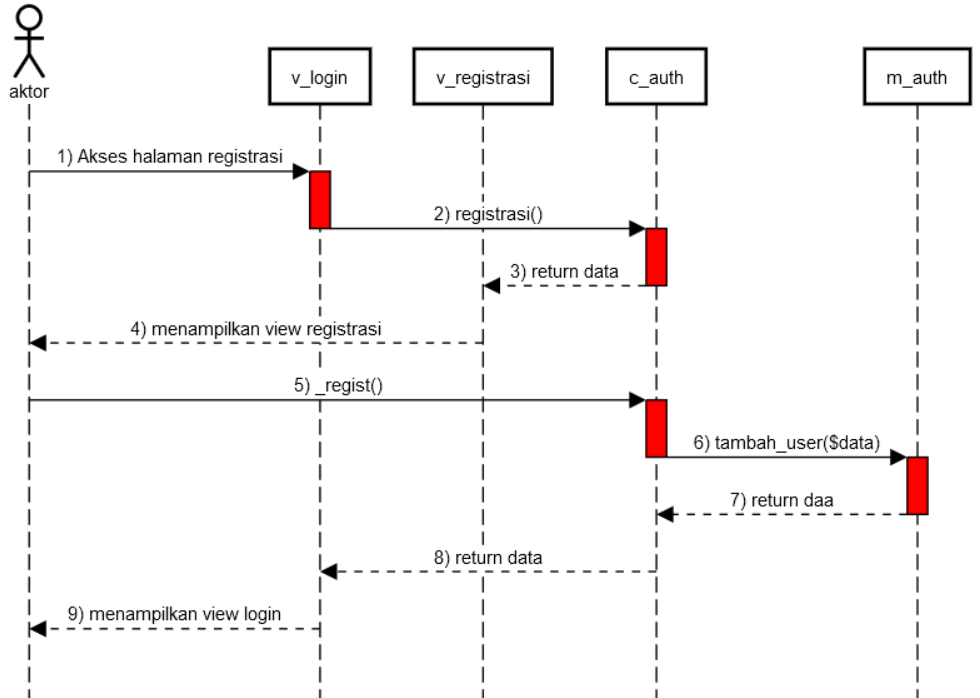 aktor
v_login
v_registrasi
c_auth
m_auth
1) Akses halaman registrasi
2) registrasi()
3) return data
4) menampilkan view registrasi
5) _regist()
6) tambah_user($data)
7) return daa
8) return data
9) menampilkan view login